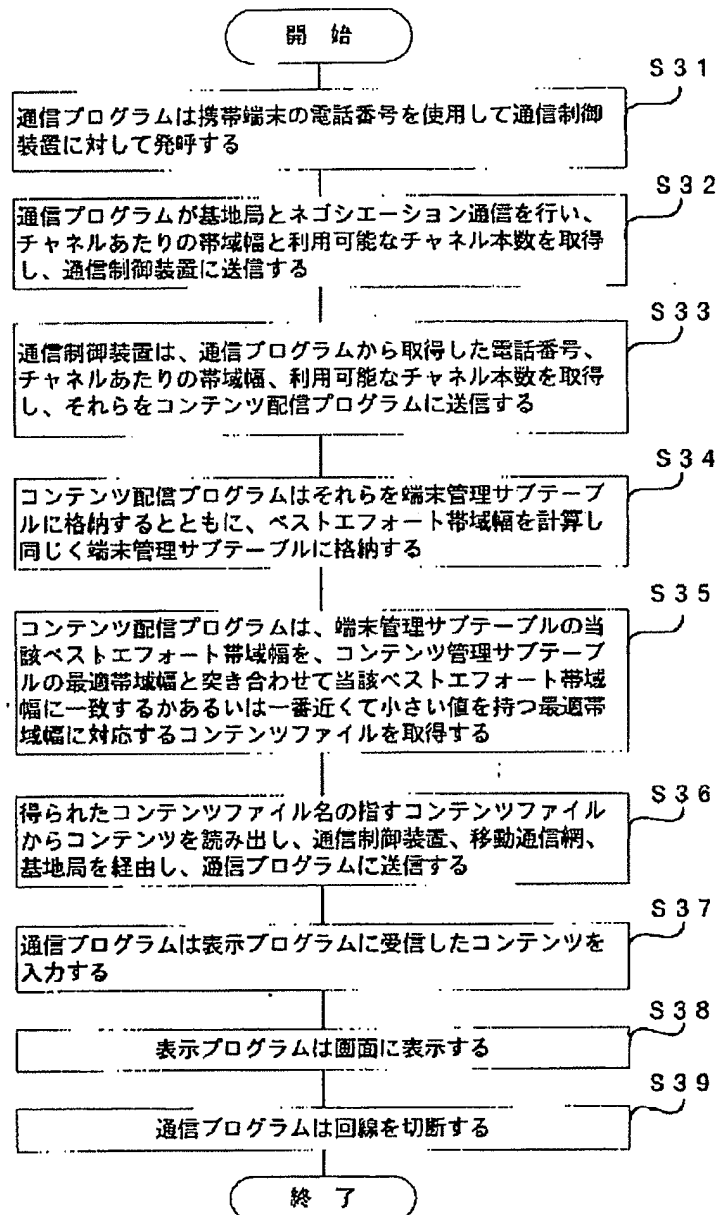 開 始
S31
通信プログラムは携帯端末の電話番号を使用して通信制御
装置に対して発呼する
S32
通信プログラムが基地局とネゴシエーション通信を行い、
チャネルあたりの帯域幅と利用可能なチャネル本数を取得
し、通信制御装置に送信する
S33
通信制御装置は、通信プログラムから取得した電話番号、
チャネルあたりの帯域幅、利用可能なチャネル本数を取得
し、それらをコンテンツ配信プログラムに送信する
S34
コンテンツ配信プログラムはそれらを端末管理サブテーブ
ルに格納するとともに、ベストエフォート帯域幅を計算し
同じく端末管理サブテーブルに格納する
S35
コンテンツ配信プログラムは、端末管理サブテーブルの当
該ベストエフォート帯域幅を、コンテンツ管理サブテーブ
ルの最適帯域幅と突き合わせて当該ベストエフォート帯域
幅に一致するかあるいは一番近くて小さい値を持つ最適帯
域幅に対応するコンテンツファイルを取得する
S36
得られたコンテンツファイル名の指すコンテンツファイル
からコンテンツを読み出し、通信制御装置、移動通信網、
基地局を経由し、通信プログラムに送信する
S37
通信プログラムは表示プログラムに受信したコンテンツを
入力する
S38
表示プログラムは画面に表示する
S39
通信プログラムは回線を切断する
終 了